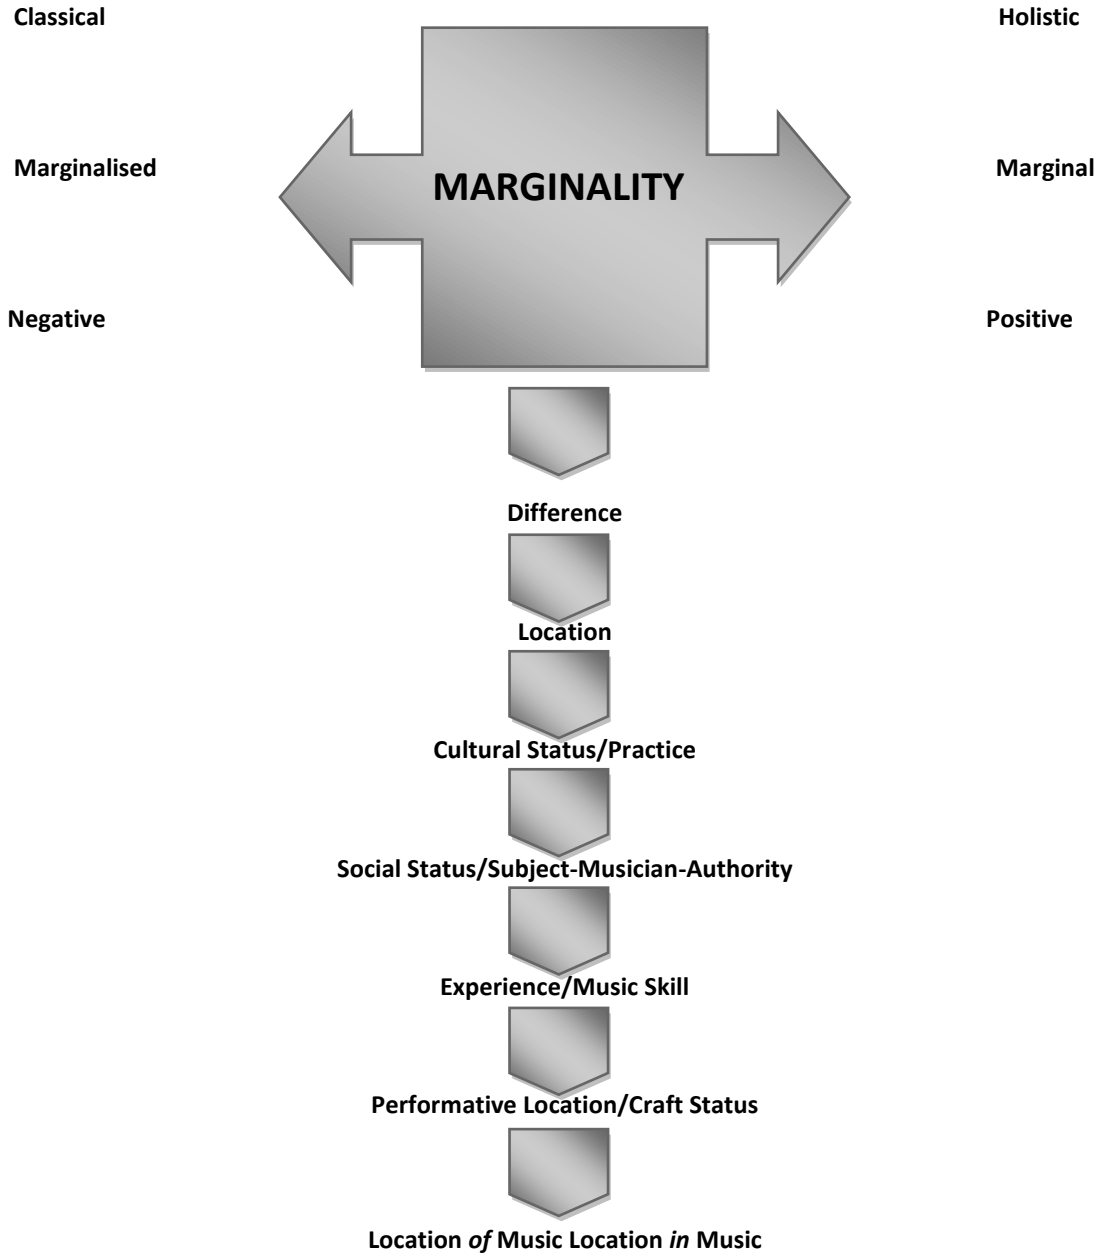 Classical
Holistic
Marginalised
MARGINALITY
Marginal
Negative
Positive
Difference
Location
Cultural Status/Practice
Social Status/Subject-Musician-Authority
Experience/Music Skill
Performative Location/Craft Status
Location of Music Location in Music